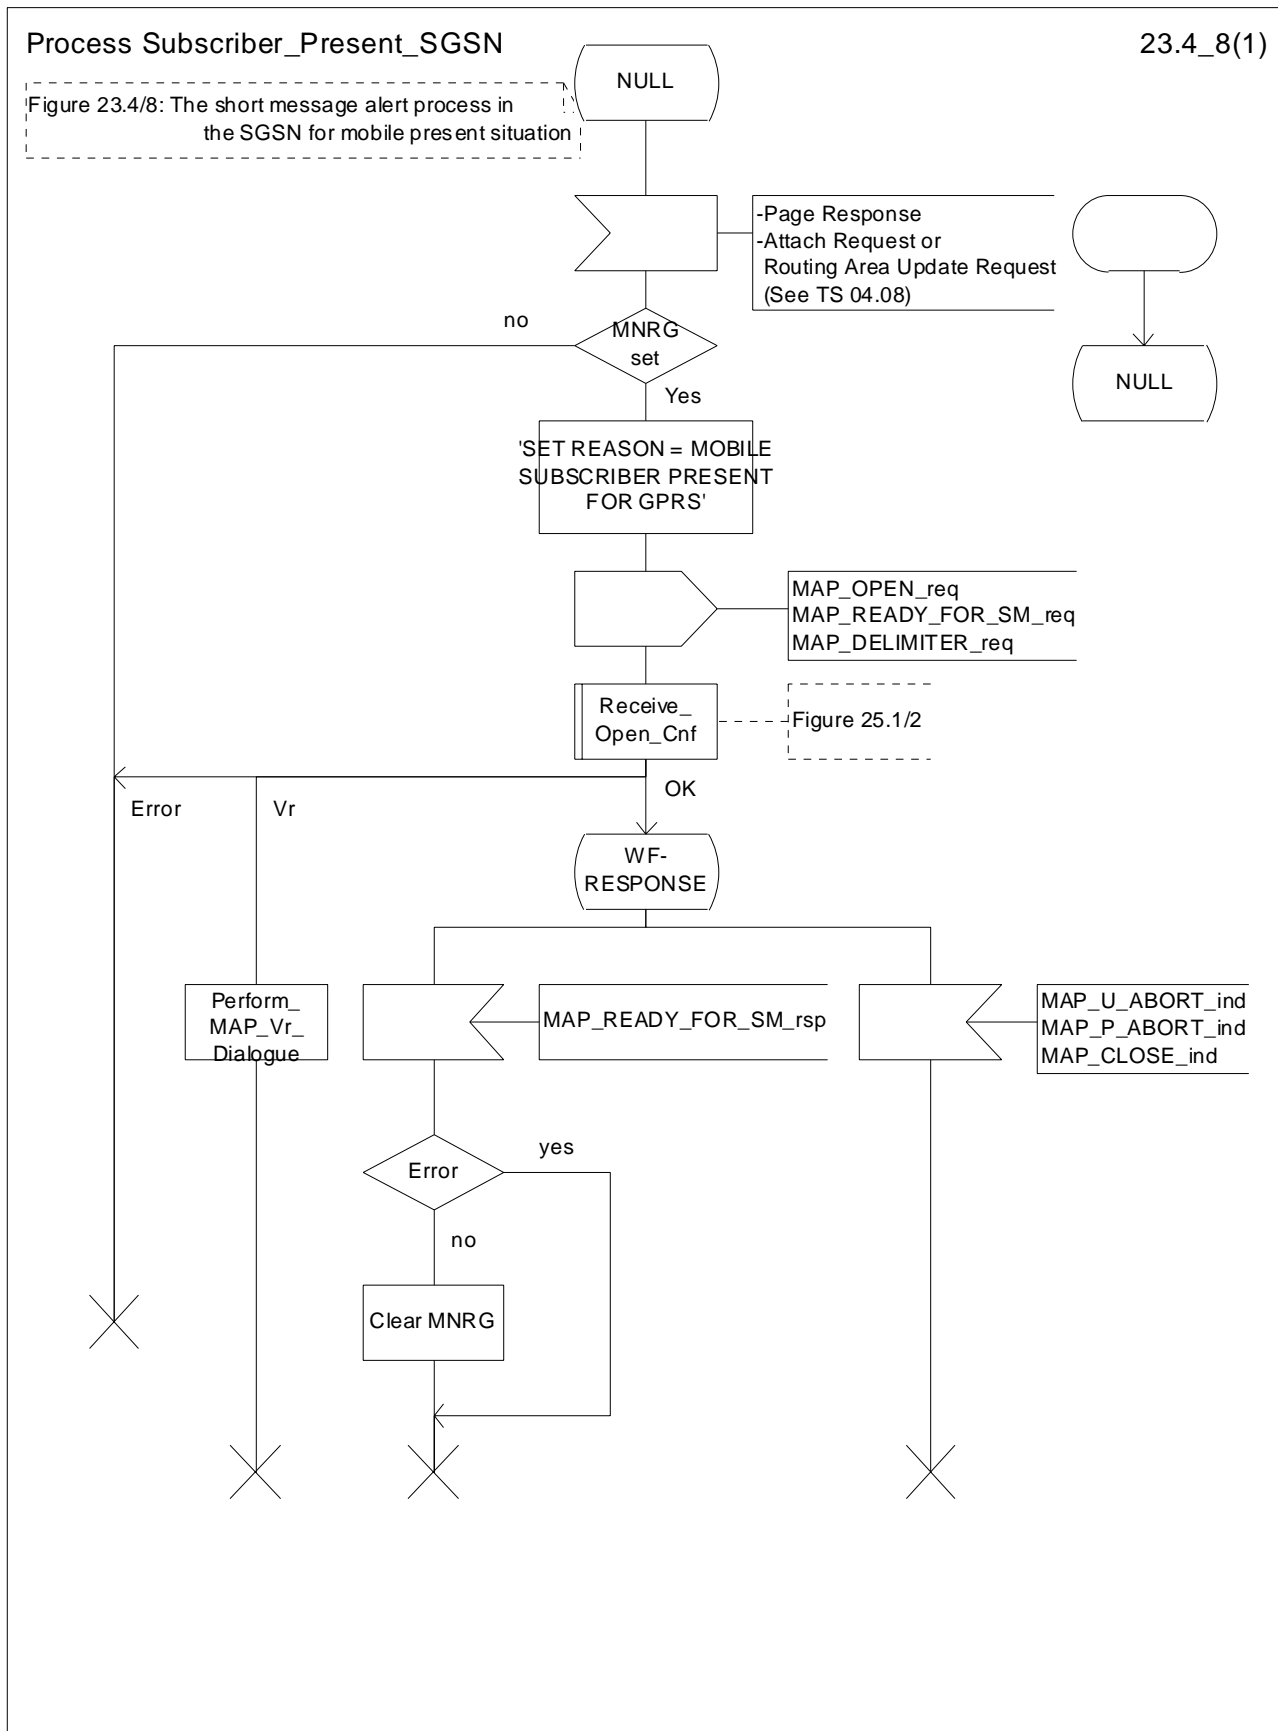 Process Subscriber_Present_SGSN
23.4_8(1)
NULL
Figure 23.4/8: The short message alert process in
the SGSN for mobile present situation
-Page Response
-Attach Request or
Routing Area Update Request
(See TS 04.08)
no
MNRG
set
NULL
Yes
'SET REASON = MOBILE
SUBSCRIBER PRESENT
FOR GPRS'
MAP_OPEN_req
MAP_READY_FOR_SM_req
MAP_DELIMITER_req
Receive_
Open_Cnf
Figure 25.1/2
Error
Vr
OK
WF-
RESPONSE
Perform_
MAP_Vr_
Dialogue
MAP_READY_FOR_SM_rsp
MAP_U_ABORT_ind
MAP_P_ABORT_ind
MAP_CLOSE_ind
Error
yes
no
Clear MNRG